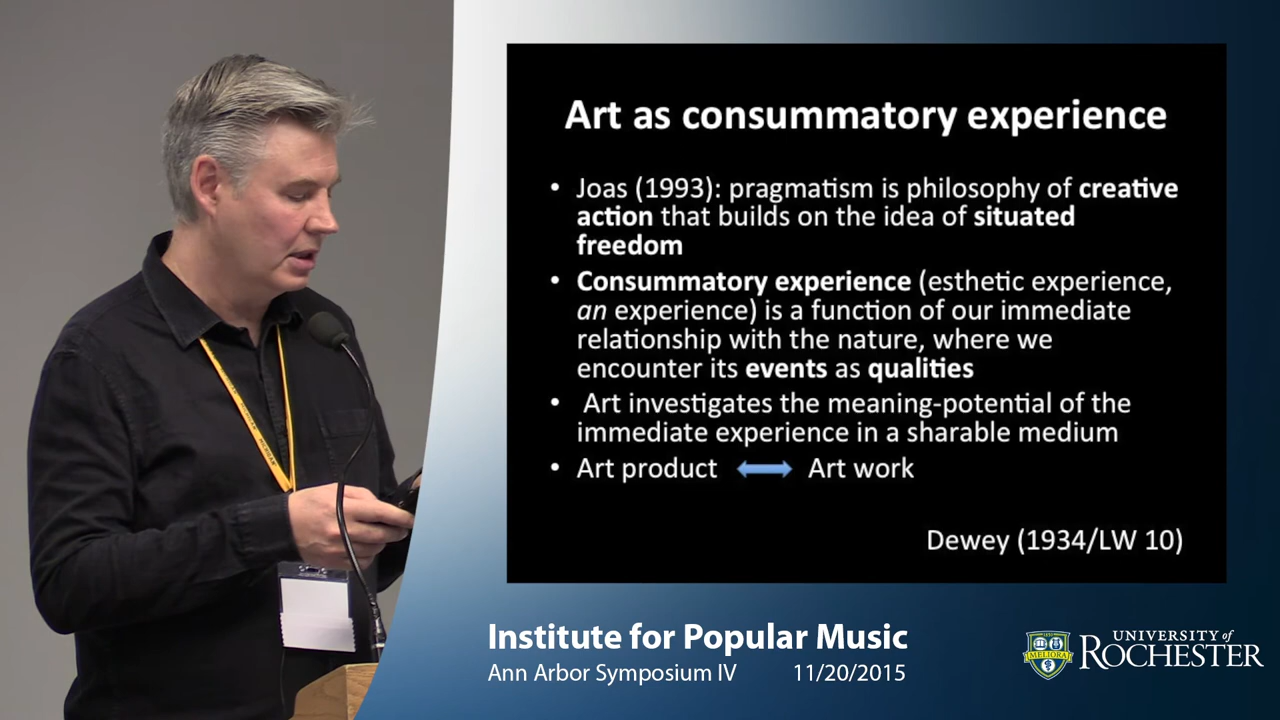 Art as consummatory experience
• Joas (1993): pragmatism is philosophy of creative
action that builds on the idea of situated
freedom
• Consummatory experience (esthetic experience,
an experience) is a function of our immediate
relationship with the nature, where we
encounter its events as qualities
• Art investigates the meaning-potential of the
immediate experience in a sharable medium
• Art product ⟷ Art work
Dewey (1934/LW 10)
Institute for Popular Music
Ann Arbor Symposium IV 11/20/2015
MELIORA
UNIVERSITY of
ROCHESTER